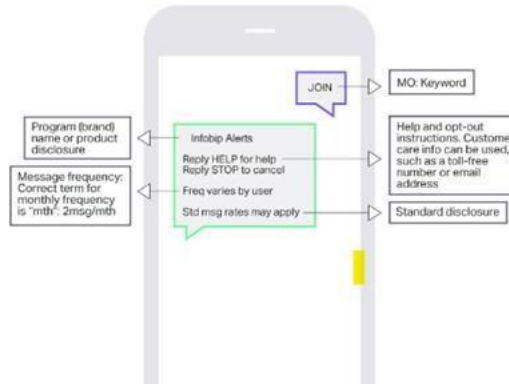 JOIN
MO: Keyword
Program (brand)
name or product
disclosure
Infobip Alerts
Reply HELP for help
Reply STOP to cancel
Freq varies by user
Std msg rates may apply
Help and opt-out
instructions. Custome
care info can be used,
such as a toll-free
number or email
address
Message frequency:
Correct term for
monthly frequency
is "mth": 2msg/mth
Standard disclosure